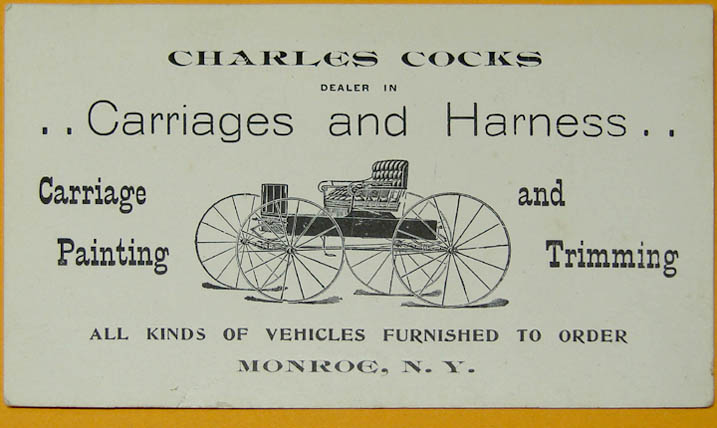 CHARLES COCKS
DEALER IN
..Carriages and Harness..
Carriage Painting
and Trimming
ALL KINDS OF VEHICLES FURNISHED TO ORDER
MONROE, N. Y.